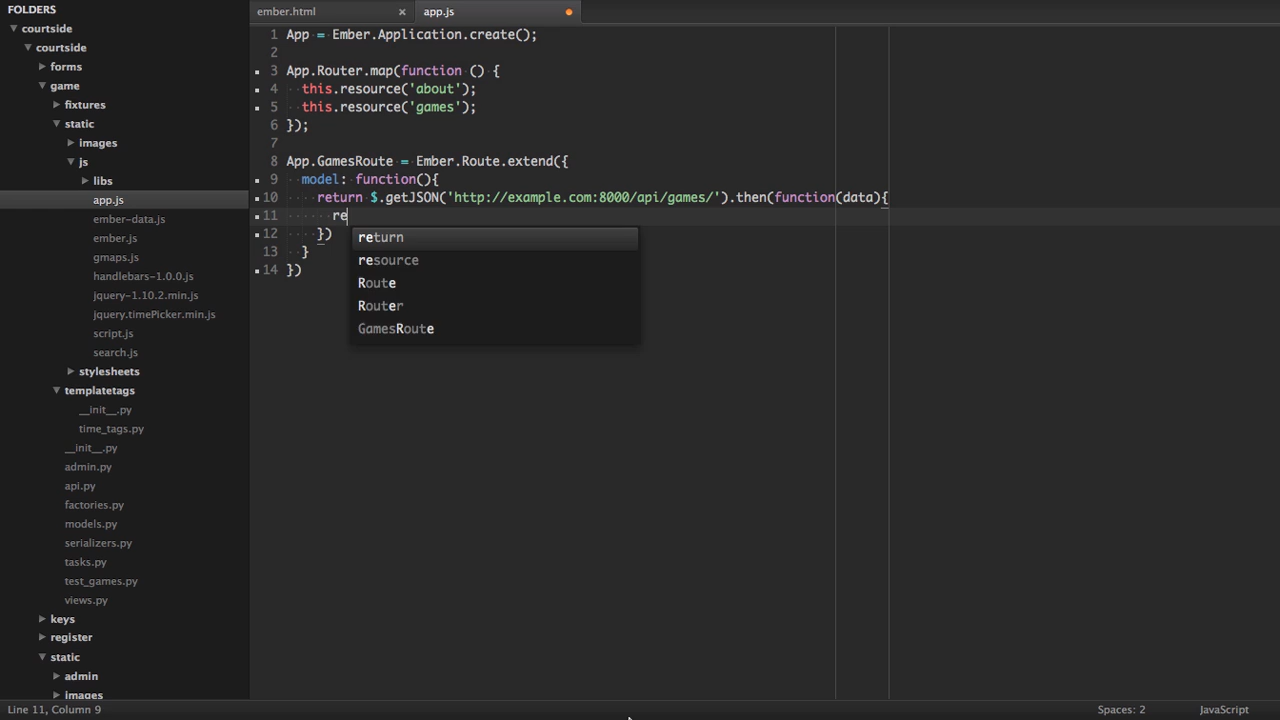 FOLDERS
courtside
courtside
forms
game
fixtures
static
images
js
libs
app.js
ember-data.js
ember.js
gmaps.js
handlebars-1.0.0.js
jquery-1.10.2.min.js
jquery.timePicker.min.js
script.js
search.js
stylesheets
templatetags
__init__.py
time_tags.py
__init__.py
admin.py
api.py
factories.py
models.py
serializers.py
tasks.py
test_games.py
views.py
keys
register
static
admin
images
ember.html × app.js
1 App = Ember.Application.create();
2
3 App.Router.map(function () {
4 this.resource('about');
5 this.resource('games');
6 });
7
8 App.GamesRoute = Ember.Route.extend({
9 model: function(){
10 return $.getJSON('http://example.com:8000/api/games/').then(function(data){
11 re
12 })
13 }
14 })
return
resource
Route
Router
GamesRoute
Line 11, Column 9 Spaces: 2 JavaScript